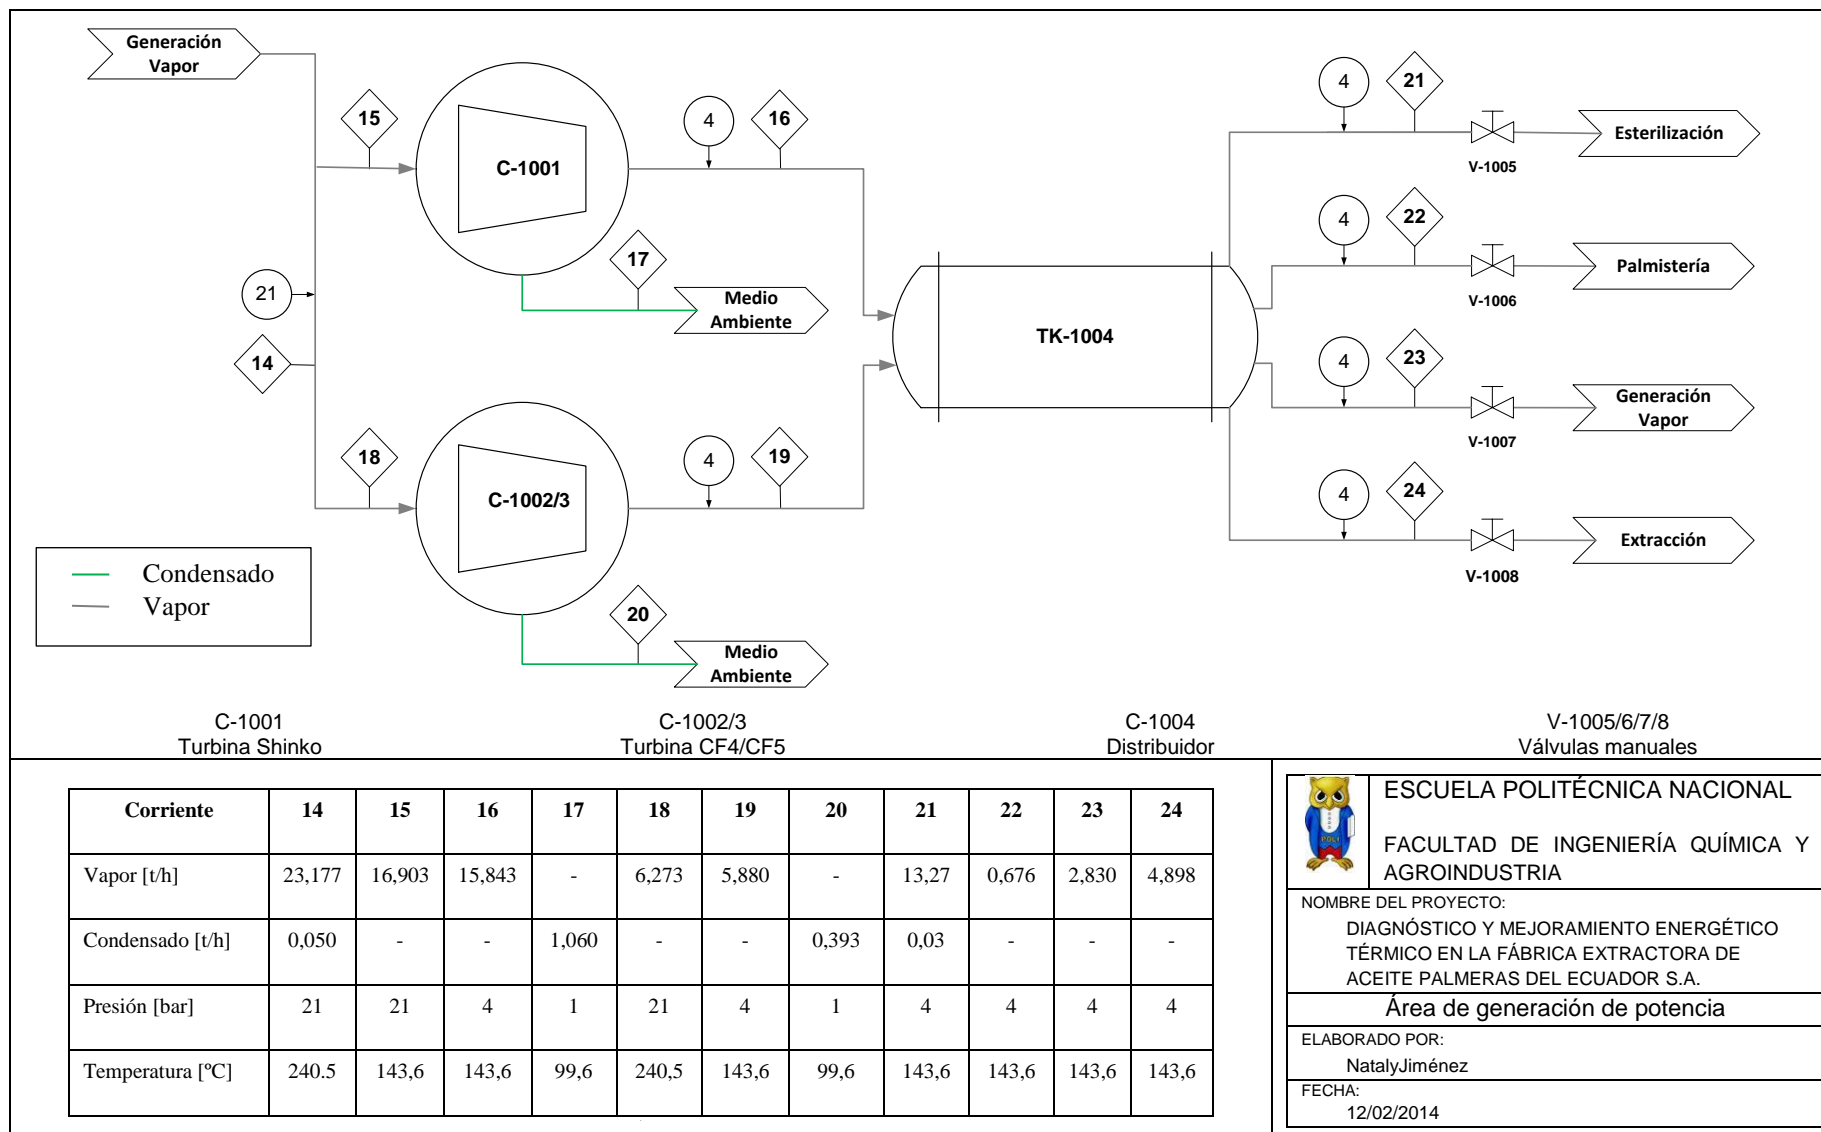 Generación
Vapor
15
C-1001
4
16
17
Medio
Ambiente
21
14
18
C-1002/3
4
19
20
Medio
Ambiente
TK-1004
4
21
V-1005
Esterilización
4
22
V-1006
Palmistería
4
23
V-1007
Generación
Vapor
4
24
V-1008
Extracción
Condensado
Vapor
C-1001
Turbina Shinko
C-1002/3
Turbina CF4/CF5
C-1004
Distribuidor
V-1005/6/7/8
Válvulas manuales
Corriente 14 15 16 17 18 19 20 21 22 23 24
Vapor [t/h] 23,177 16,903 15,843 - 6,273 5,880 - 13,27 0,676 2,830 4,898
Condensado [t/h] 0,050 - - 1,060 - - 0,393 0,03 - - -
Presión [bar] 21 21 4 1 21 4 1 4 4 4 4
Temperatura [ºC] 240.5 143,6 143,6 99,6 240,5 143,6 99,6 143,6 143,6 143,6 143,6
POLI
ESCUELA POLITÉCNICA NACIONAL
FACULTAD DE INGENIERÍA QUÍMICA Y
AGROINDUSTRIA
NOMBRE DEL PROYECTO:
DIAGNÓSTICO Y MEJORAMIENTO ENERGÉTICO
TÉRMICO EN LA FÁBRICA EXTRACTORA DE
ACEITE PALMERAS DEL ECUADOR S.A.
Área de generación de potencia
ELABORADO POR:
NatalyJiménez
FECHA:
12/02/2014